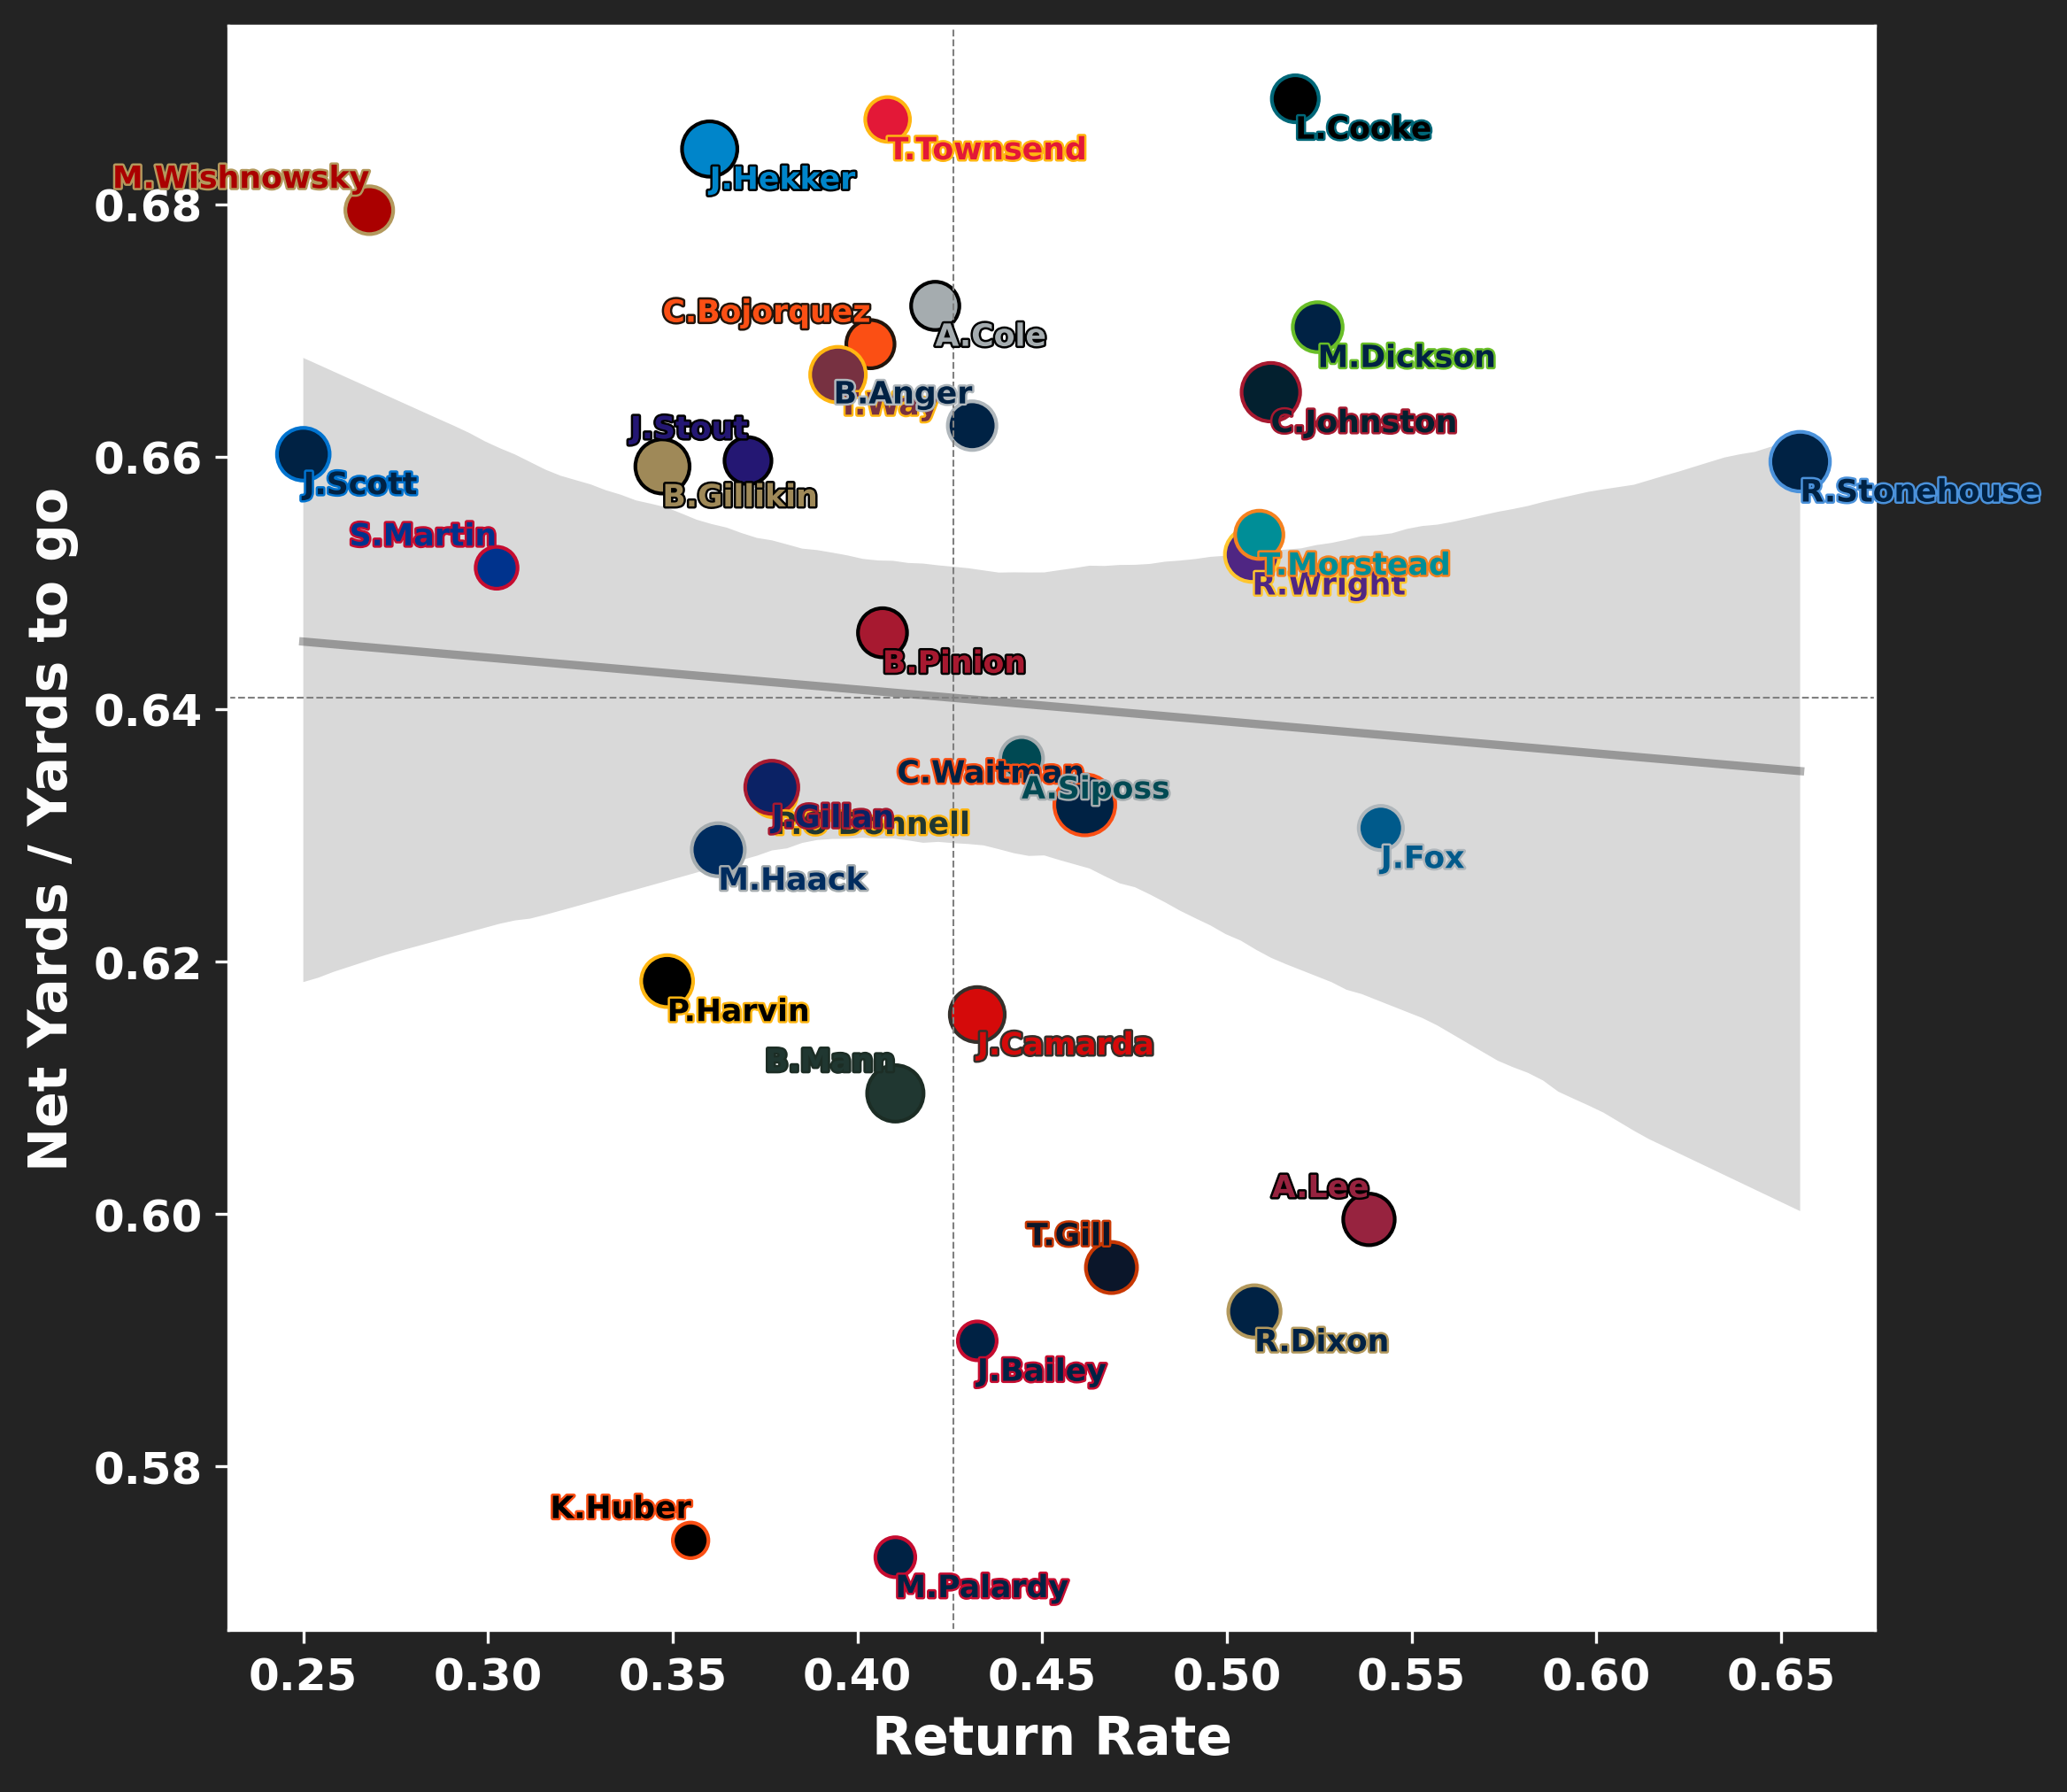 L.Cooke
T.Townsend
J.Hekker
M.Wishnowsky
0.68
C.Bojorquez
A.Cole
M.Dickson
B.Anger
T.Way
C.Johnston
J.Stout
0.66
J.Scott
B.Gillikin
R.Stonehouse
S.Martin
T.Morstead
R.Wright
B.Pinion
0.64
C.Waitman
A.Siposs
J.Gillan
J.Fox
M.Haack
0.62
P.Harvin
J.Camarda
B.Mann
A.Lee
0.60
T.Gill
R.Dixon
J.Bailey
0.58
K.Huber
M.Palardy
Net Yards / Yards to go
0.25 0.30 0.35 0.40 0.45 0.50 0.55 0.60 0.65
Return Rate